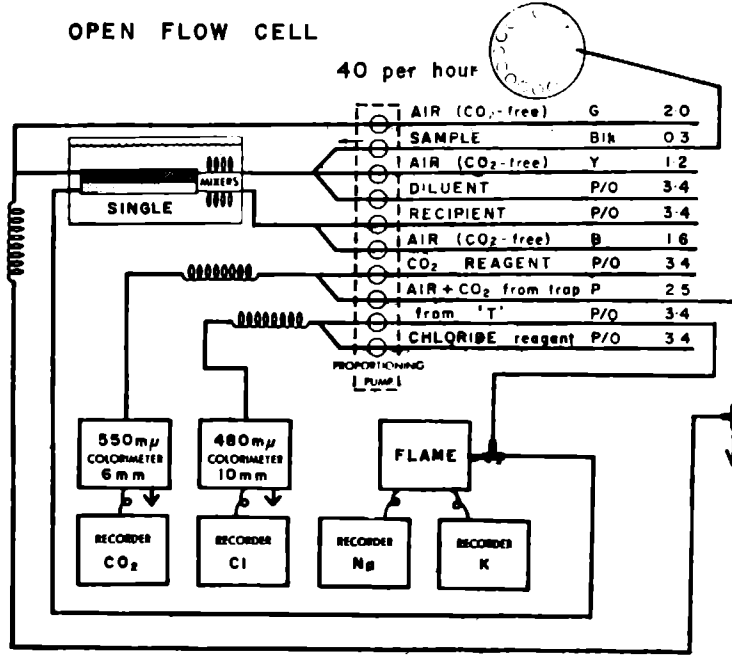 OPEN FLOW CELL
40 per hour
AIR (CO2-free) G 2.0
SAMPLE Blk 0.3
AIR (CO2-free) Y 1.2
DILUENT P/O 3.4
RECIPIENT P/O 3.4
AIR (CO2-free) B 1.6
CO2 REAGENT P/O 3.4
AIR + CO2 from trap P 2.5
from 'T' P/O 3.4
CHLORIDE reagent P/O 3.4
PROPORTIONING
PUMP
MIXERS
SINGLE
550mµ
COLORIMETER
6mm
480mµ
COLORIMETER
10mm
FLAME
RECORDER
CO2
RECORDER
Cl
RECORDER
Na
RECORDER
K